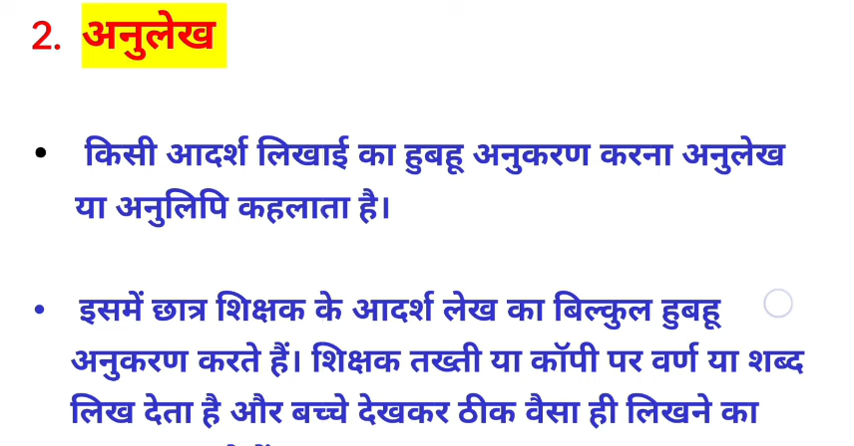 2. अनुलेख
• किसी आदर्श लिखाई का हुबहू अनुकरण करना अनुलेख
या अनुलिपि कहलाता है।
• इसमें छात्र शिक्षक के आदर्श लेख का बिल्कुल हुबहू
अनुकरण करते हैं। शिक्षक तख्ती या कॉपी पर वर्ण या शब्द
लिख देता है और बच्चे देखकर ठीक वैसा ही लिखने का